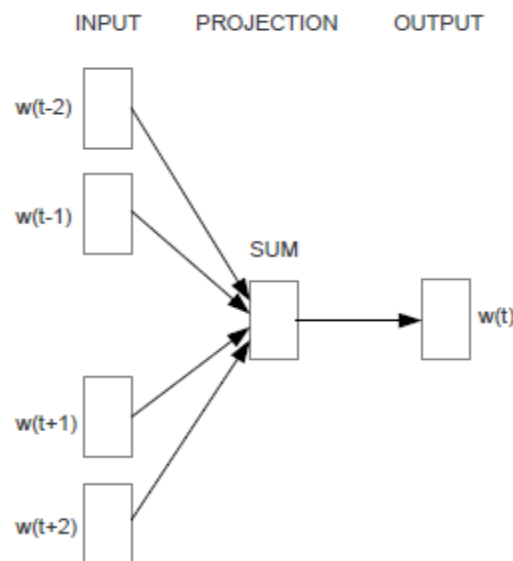 INPUT PROJECTION OUTPUT
w(t-2)
w(t-1)
SUM
w(t)
w(t+1)
w(t+2)